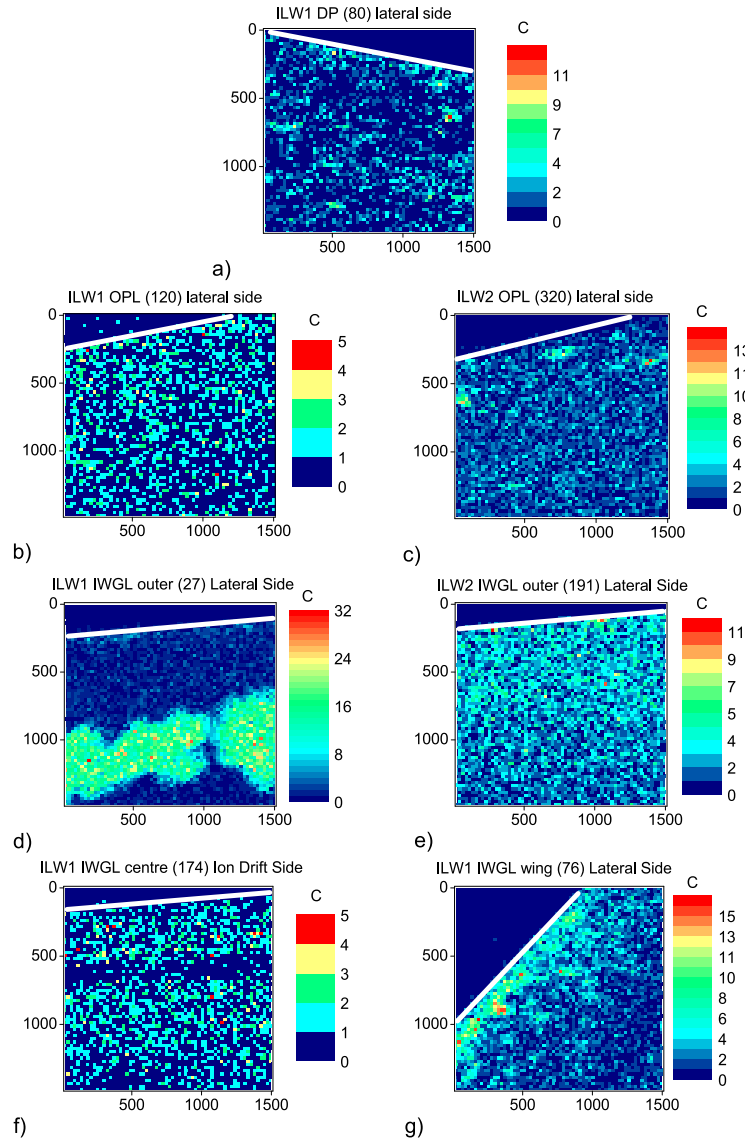 ILW1 DP (80) lateral side
C
0
500
1000
500 1000 1500
11
9
7
4
2
0
a)
ILW1 OPL (120) lateral side
C
0
500
1000
500 1000 1500
5
4
3
2
1
0
b)
ILW2 OPL (320) lateral side
C
0
500
1000
500 1000 1500
13
11
10
8
6
4
2
0
c)
ILW1 IWGL outer (27) Lateral Side
C
0
500
1000
500 1000 1500
32
24
16
8
0
d)
ILW2 IWGL outer (191) Lateral Side
C
0
500
1000
500 1000 1500
11
9
7
5
4
2
0
e)
ILW1 IWGL centre (174) Ion Drift Side
C
0
500
1000
500 1000 1500
5
4
3
2
1
0
f)
ILW1 IWGL wing (76) Lateral Side
C
0
500
1000
500 1000 1500
15
13
11
10
8
6
4
2
0
g)